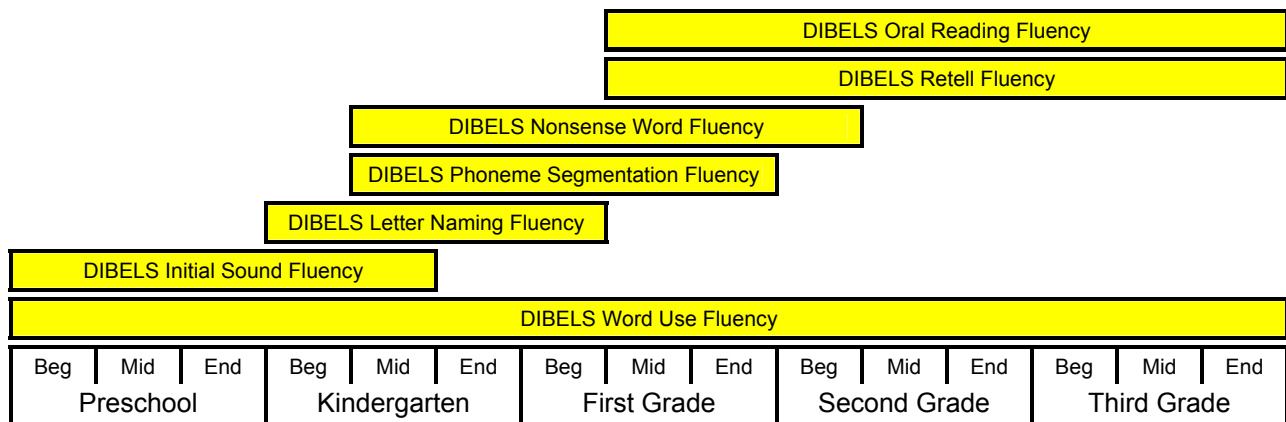 DIBELS Oral Reading Fluency
DIBELS Retell Fluency
DIBELS Nonsense Word Fluency
DIBELS Phoneme Segmentation Fluency
DIBELS Letter Naming Fluency
DIBELS Initial Sound Fluency
DIBELS Word Use Fluency
Beg Mid End Beg Mid End Beg Mid End Beg Mid End Beg Mid End
Preschool Kindergarten First Grade Second Grade Third Grade